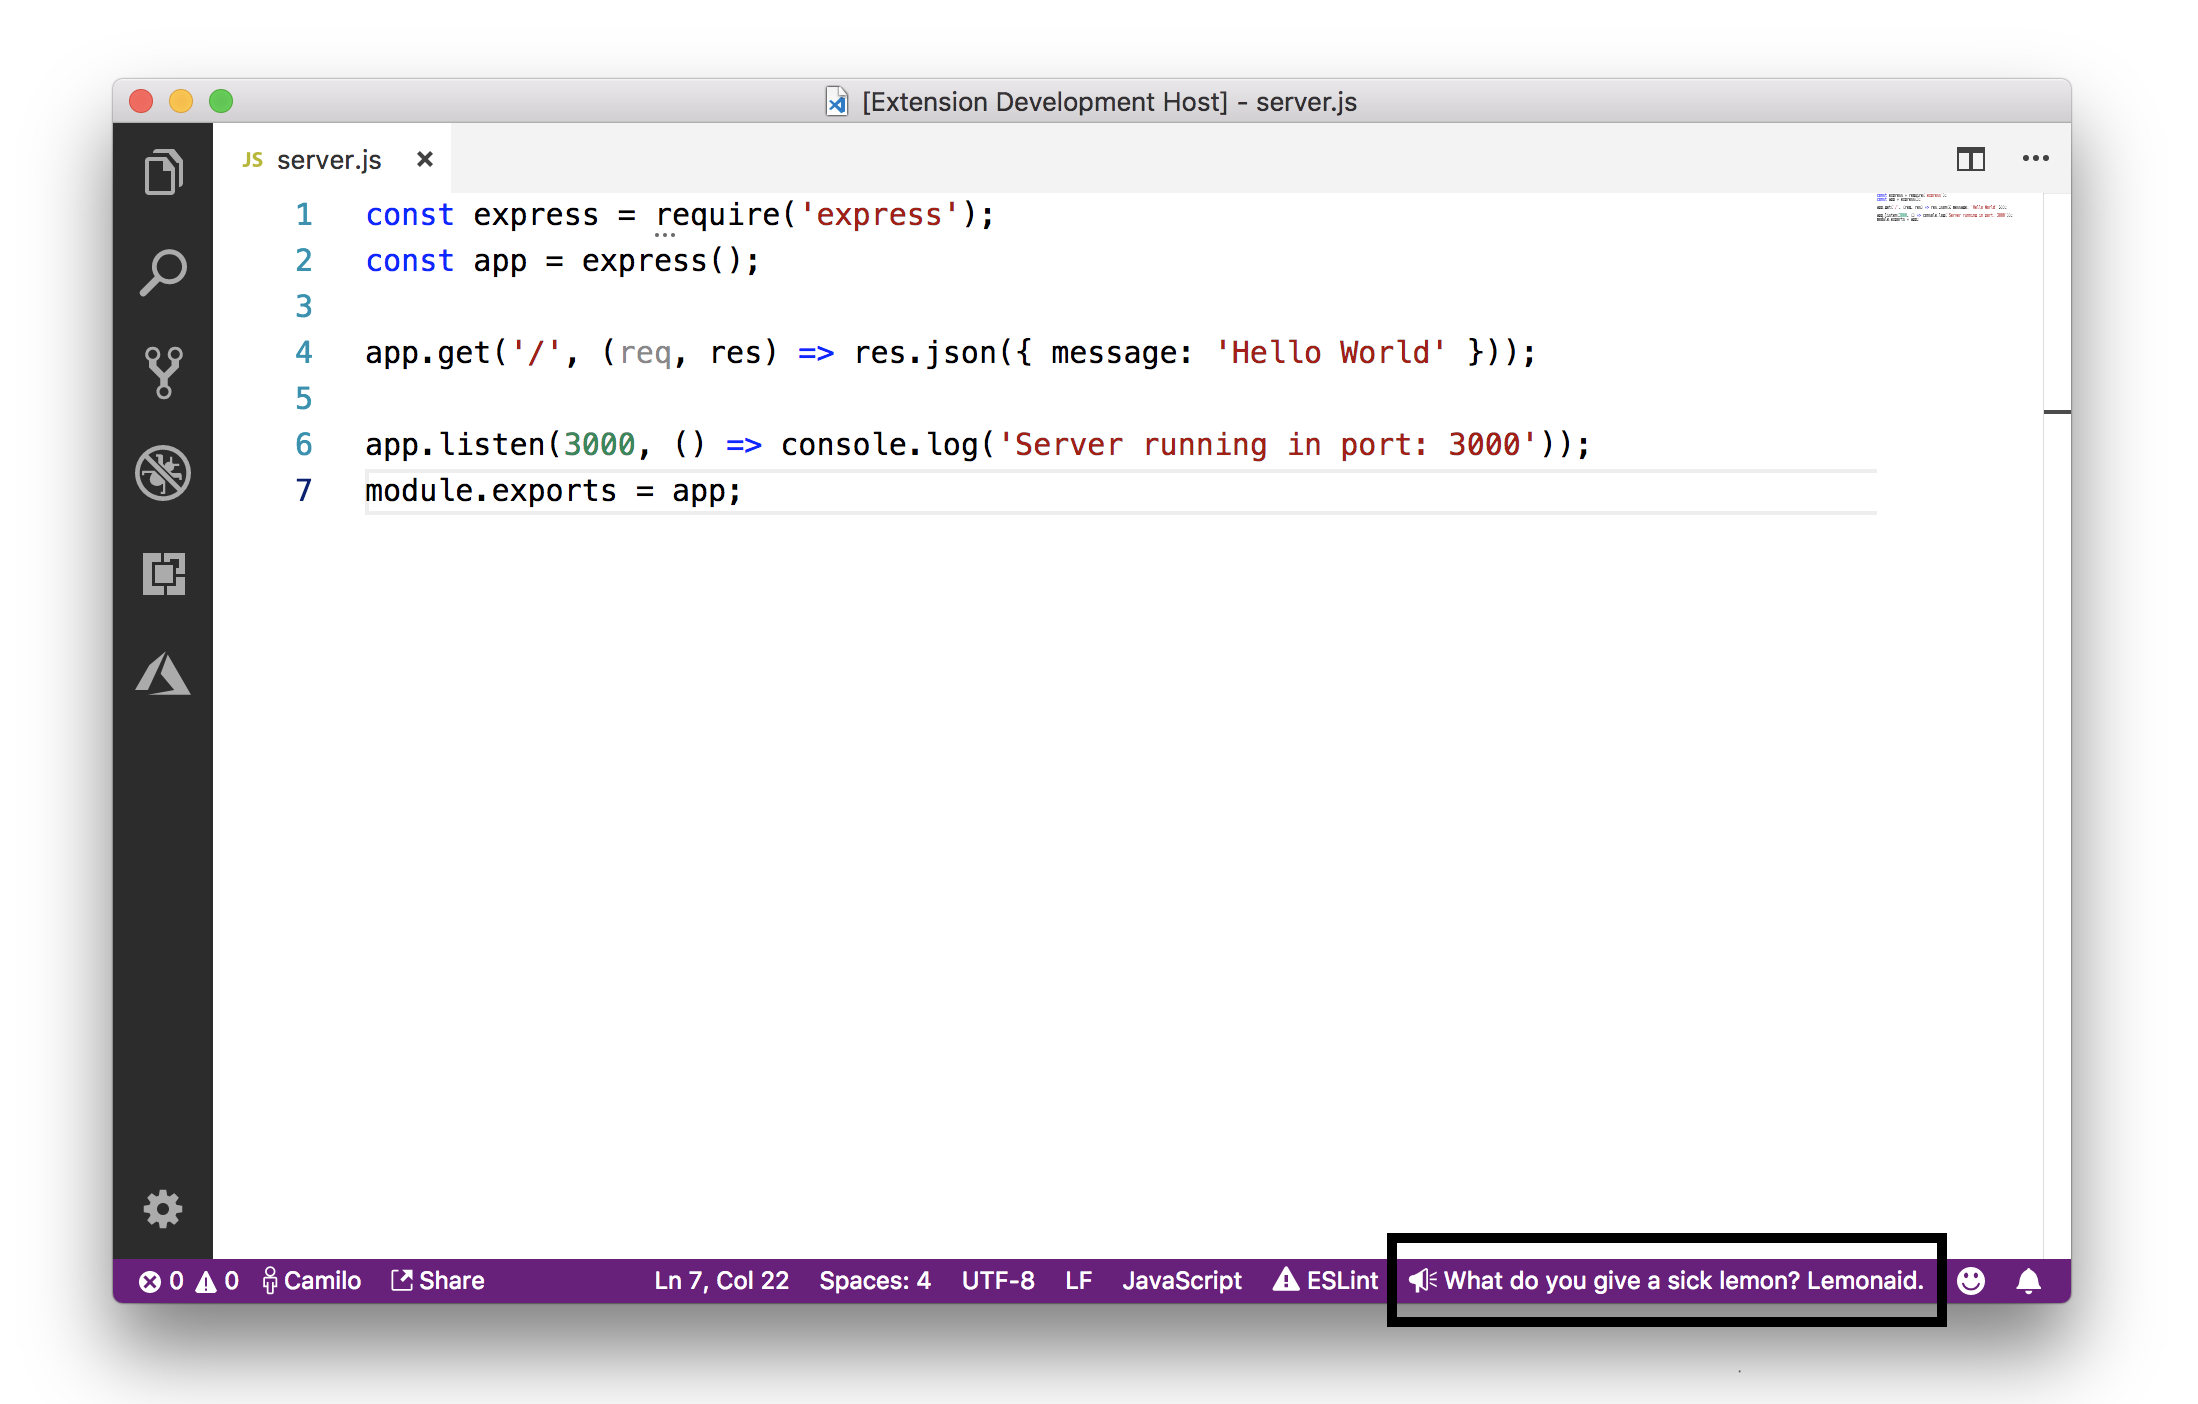 [Extension Development Host] - server.js
JS server.js
1 const express = require('express');
2 const app = express();
3
4 app.get('/', (req, res) => res.json({ message: 'Hello World' }));
5
6 app.listen(3000, () => console.log('Server running in port: 3000'));
7 module.exports = app;
0 0 Camilo Share Ln 7, Col 22 Spaces: 4 UTF-8 LF JavaScript ESLint What do you give a sick lemon? Lemonaid.